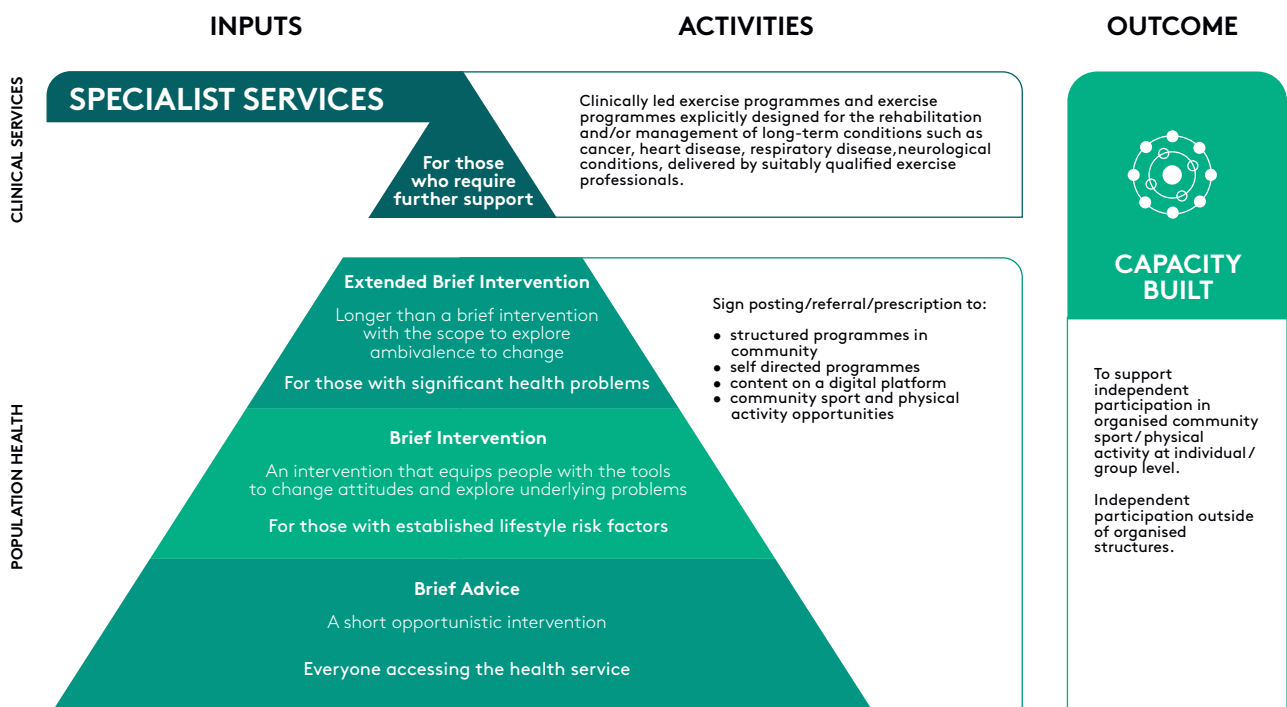 INPUTS
ACTIVITIES
OUTCOME
CLINICAL SERVICES
SPECIALIST SERVICES
For those
who require
further support
Clinically led exercise programmes and exercise
programmes explicitly designed for the rehabilitation
and/or management of long-term conditions such as
cancer, heart disease, respiratory disease,neurological
conditions, delivered by suitably qualified exercise
professionals.
POPULATION HEALTH
Extended Brief Intervention
Longer than a brief intervention
with the scope to explore
ambivalence to change
For those with significant health problems
Brief Intervention
An intervention that equips people with the tools
to change attitudes and explore underlying problems
For those with established lifestyle risk factors
Brief Advice
A short opportunistic intervention
Everyone accessing the health service
Sign posting/referral/prescription to:
• structured programmes in
community
• self directed programmes
• content on a digital platform
• community sport and physical
activity opportunities
CAPACITY
BUILT
To support
independent
participation in
organised community
sport/physical
activity at individual/
group level.
Independent
participation outside
of organised
structures.